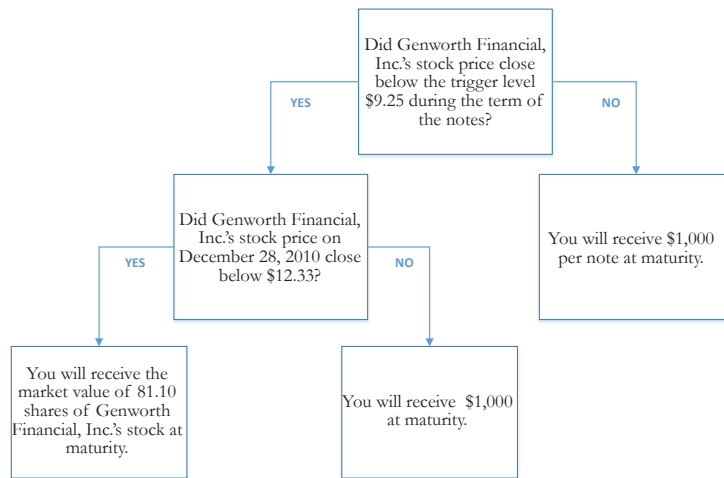 Did Genworth Financial,
Inc.'s stock price close
below the trigger level
$9.25 during the term of
the notes?
YES
NO
Did Genworth Financial,
Inc.'s stock price on
December 28, 2010 close
below $12.33?
You will receive $1,000
per note at maturity.
YES
NO
You will receive the
market value of 81.10
shares of Genworth
Financial, Inc.'s stock at
maturity.
You will receive $1,000
at maturity.